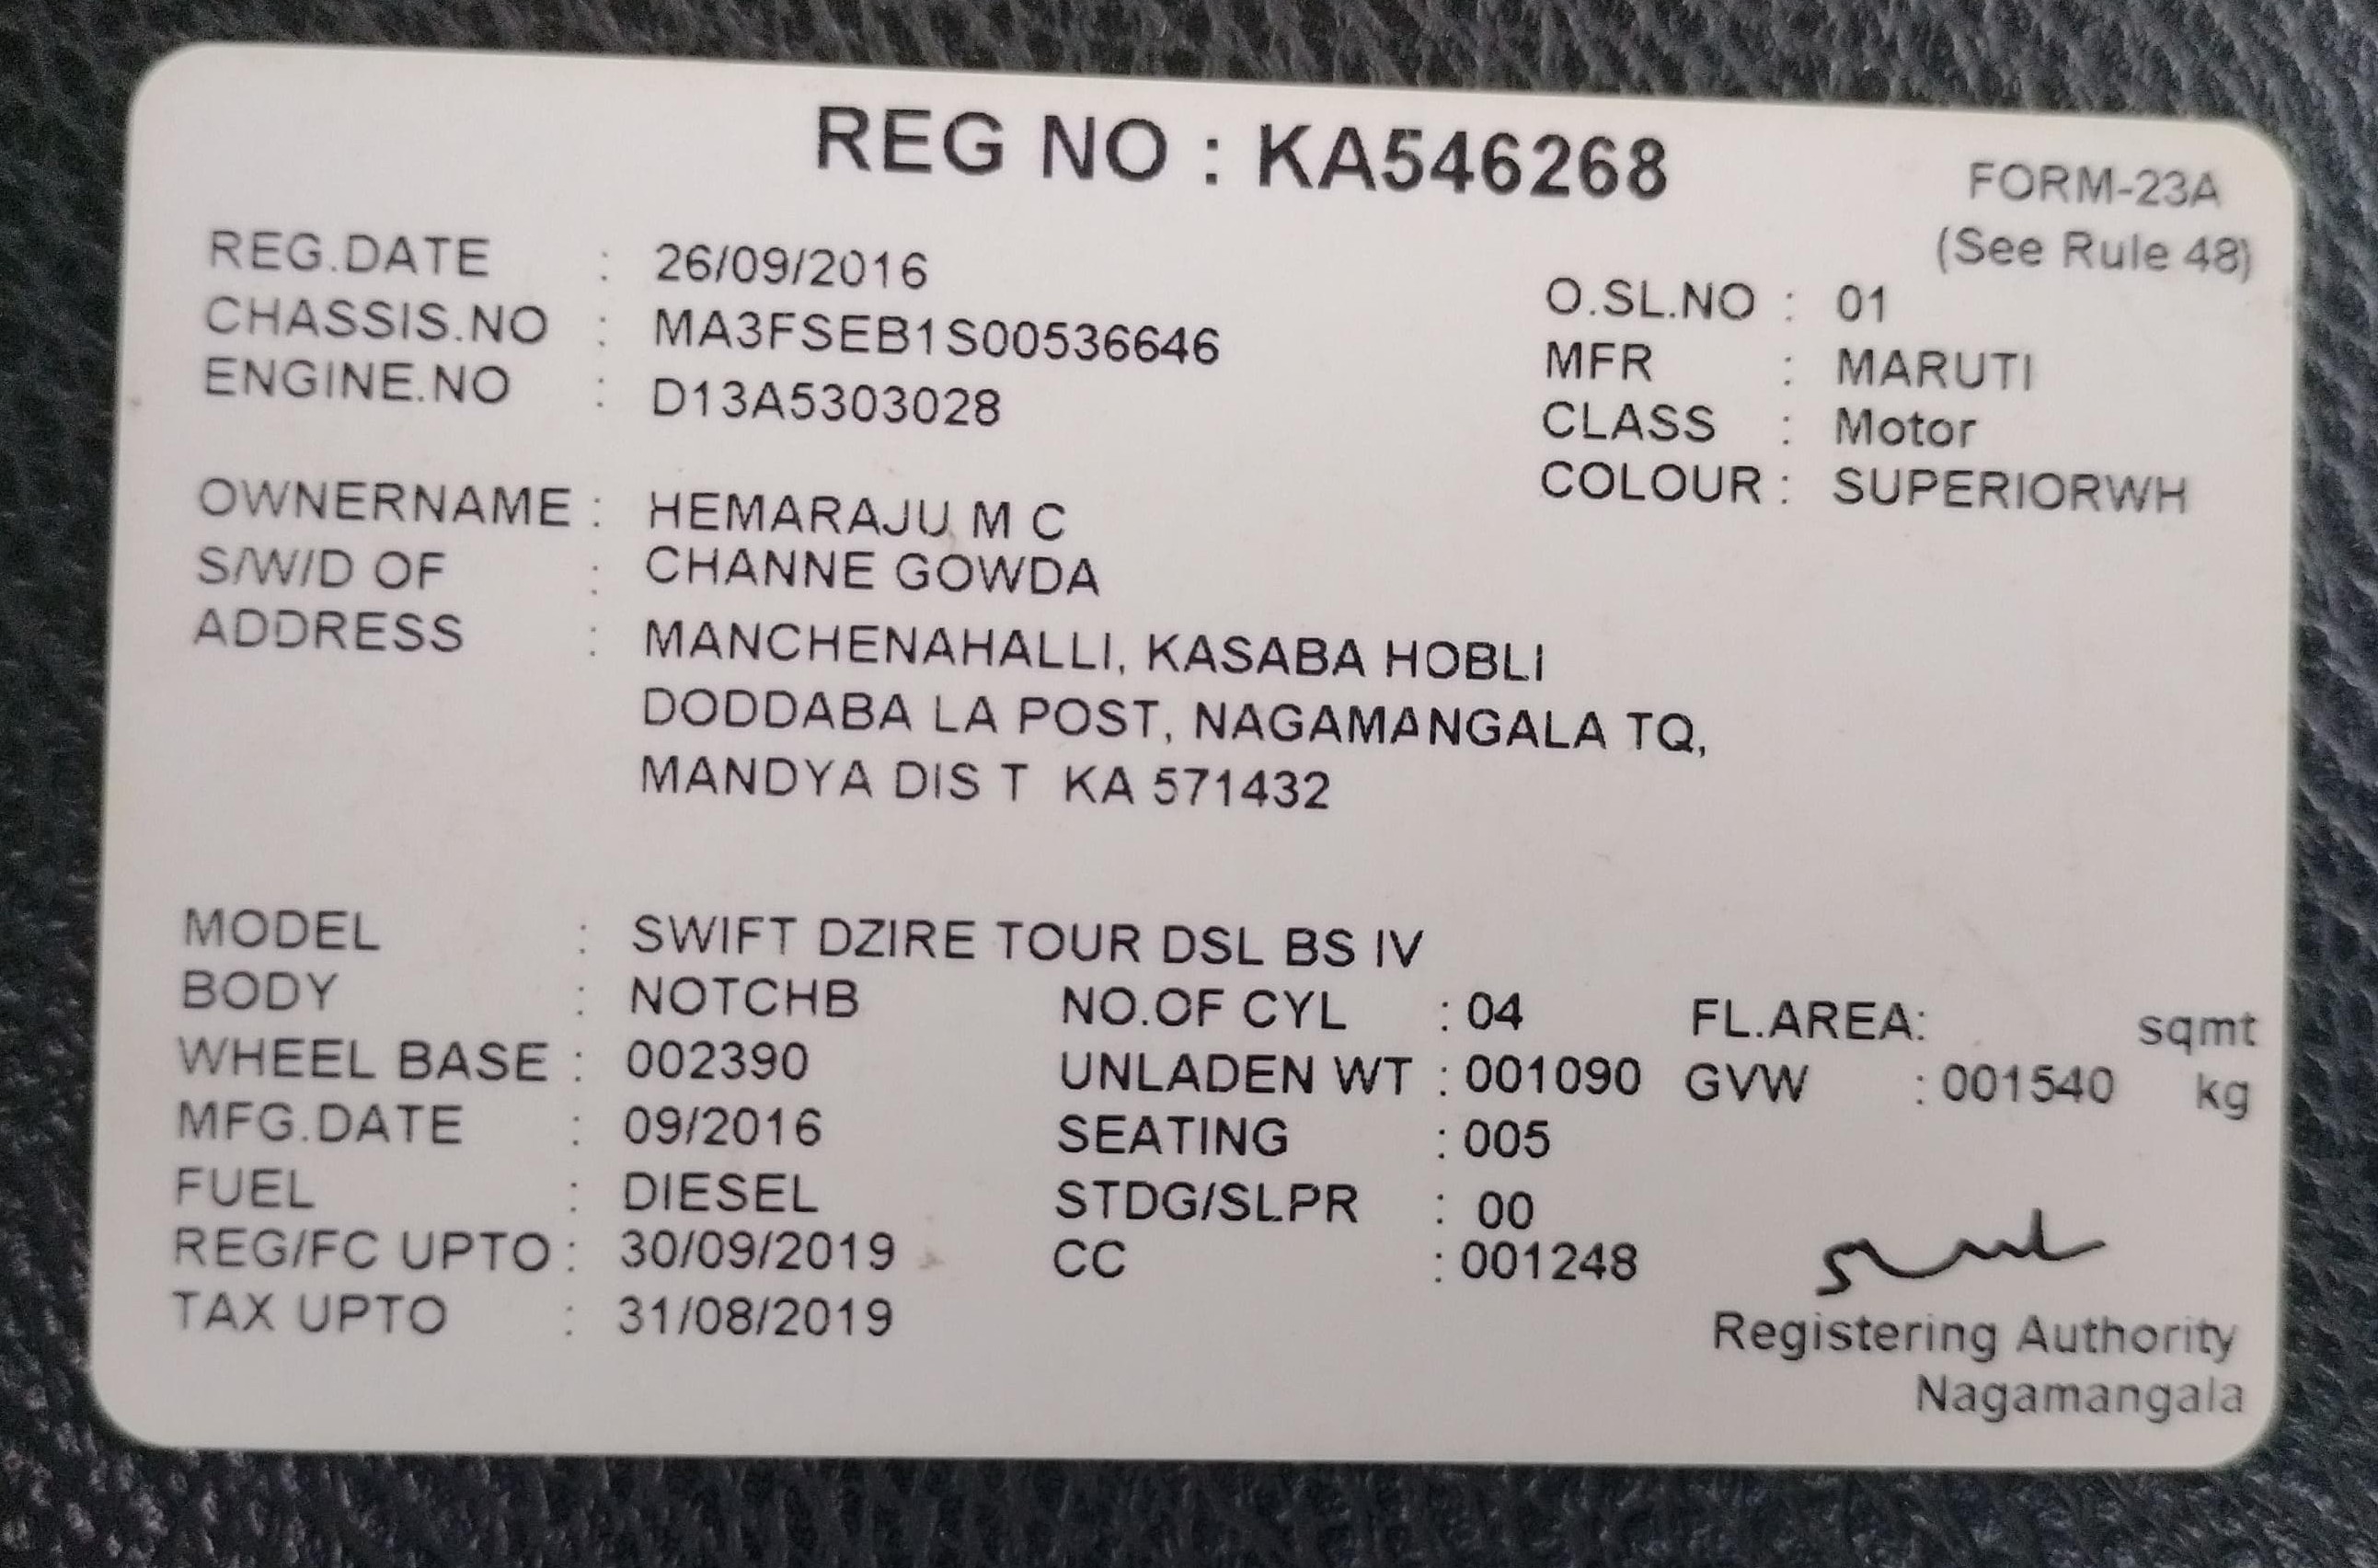 REG NO : KA546268
FORM-23A
(See Rule 48)
REG.DATE : 26/09/2016
O.SL.NO : 01
CHASSIS.NO : MA3FSEB1S00536646
MFR : MARUTI
ENGINE.NO : D13A5303028
CLASS : Motor
COLOUR : SUPERIORWH
OWNERNAME : HEMARAJU M C
S/W/D OF : CHANNE GOWDA
ADDRESS : MANCHENAHALLI, KASABA HOBLI
DODDABA LA POST, NAGAMANGALA TQ,
MANDYA DIS T KA 571432
MODEL : SWIFT DZIRE TOUR DSL BS IV
BODY : NOTCHB NO.OF CYL : 04 FL.AREA: sqmt
WHEEL BASE : 002390 UNLADEN WT : 001090 GVW : 001540 kg
MFG.DATE : 09/2016 SEATING : 005
FUEL : DIESEL STDG/SLPR : 00
REG/FC UPTO : 30/09/2019 CC : 001248
TAX UPTO : 31/08/2019
Registering Authority
Nagamangala